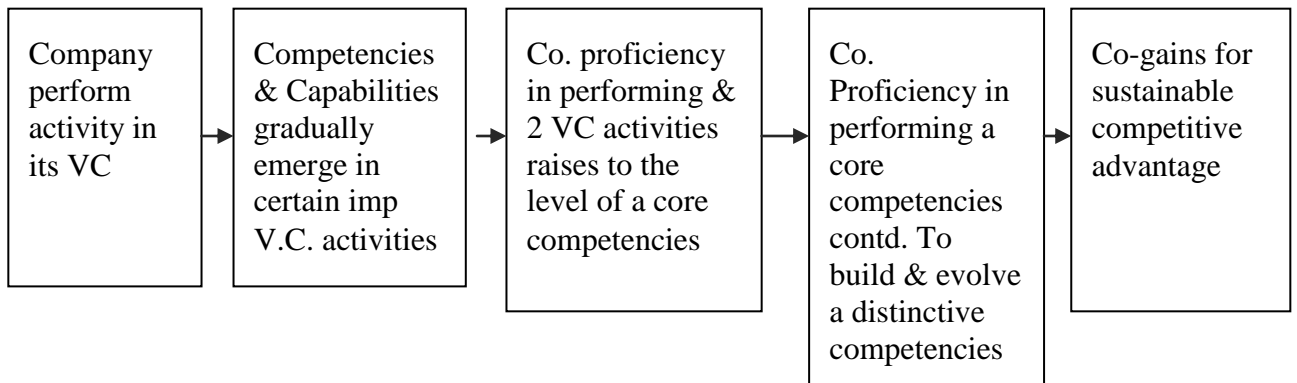 Company
perform
activity in
its VC
Competencies
& Capabilities
gradually
emerge in
certain imp
V.C. activities
Co. proficiency
in performing &
2 VC activities
raises to the
level of a core
competencies
Co.
Proficiency in
performing a
core
competencies
contd. To
build & evolve
a distinctive
competencies
Co-gains for
sustainable
competitive
advantage